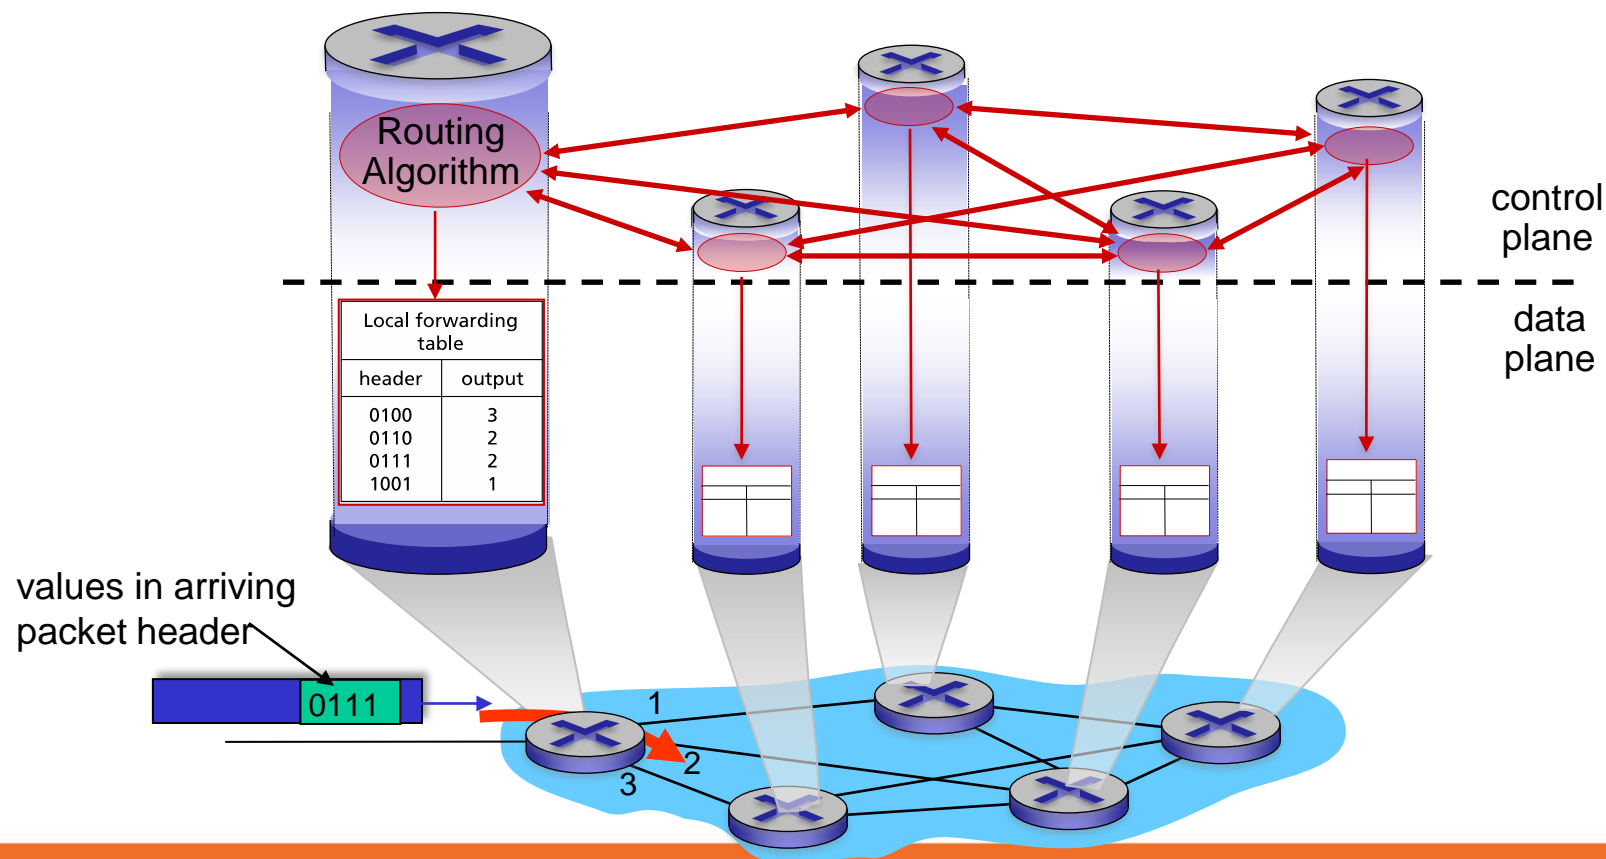 Routing
Algorithm
control
plane
data
plane
Local forwarding
table
header output
0100 3
0110 2
0111 2
1001 1
values in arriving
packet header
0111
1
2
3